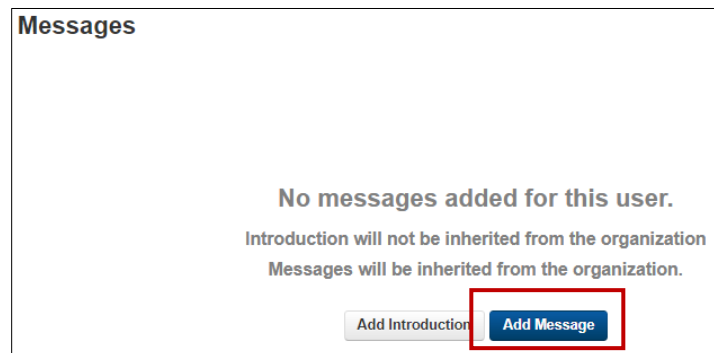 Messages
No messages added for this user.
Introduction will not be inherited from the organization
Messages will be inherited from the organization.
Add Introduction Add Message